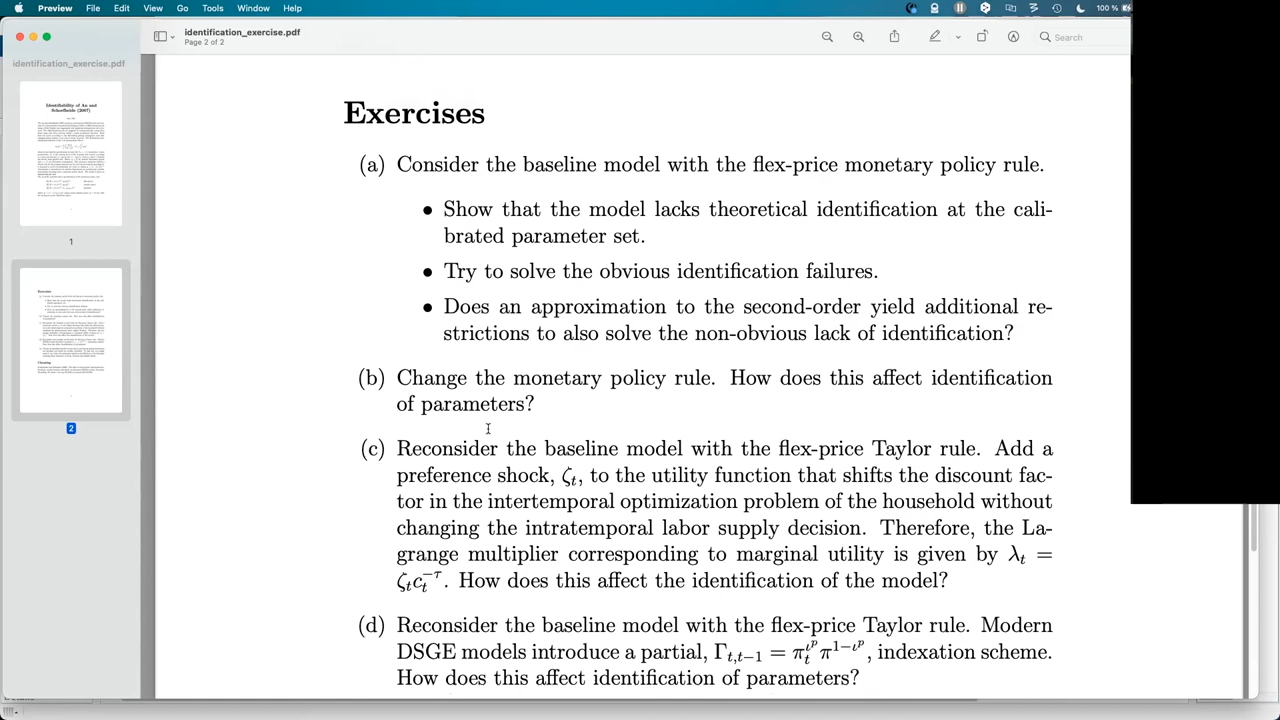 Preview File Edit View Go Tools Window Help 100 %
identification_exercise.pdf
Page 2 of 2
Search
identification_exercise.pdf
Identifiability of An and
Schorfheide (2007)
1
2
Exercises
(a) Consider the baseline model with the flex-price monetary policy rule.
• Show that the model lacks theoretical identification at the cali-
brated parameter set.
• Try to solve the obvious identification failures.
• Does an approximation to the second-order yield additional re-
strictions to also solve the non-obvious lack of identification?
(b) Change the monetary policy rule. How does this affect identification
of parameters?
(c) Reconsider the baseline model with the flex-price Taylor rule. Add a
preference shock, ζₜ, to the utility function that shifts the discount fac-
tor in the intertemporal optimization problem of the household without
changing the intratemporal labor supply decision. Therefore, the La-
grange multiplier corresponding to marginal utility is given by λₜ =
ζₜcₜ^{−τ}. How does this affect the identification of the model?
(d) Reconsider the baseline model with the flex-price Taylor rule. Modern
DSGE models introduce a partial, Γ_{t,t−1} = π_t^{ι^p} π^{1−ι^p}, indexation scheme.
How does this affect identification of parameters?